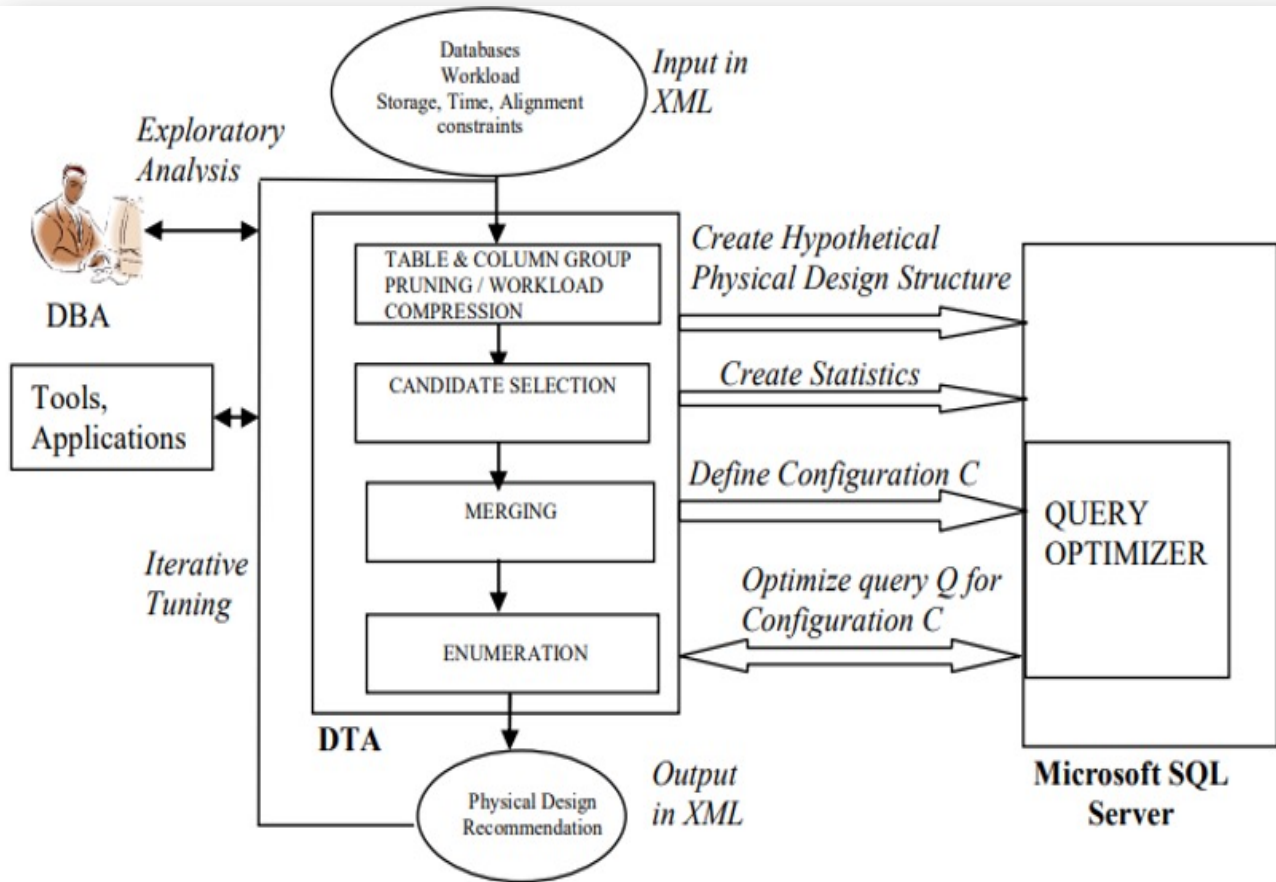 Databases
Workload
Storage, Time, Alignment
constraints
Input in
XML
Exploratory
Analysis
DBA
Tools,
Applications
Iterative
Tuning
TABLE & COLUMN GROUP
PRUNING / WORKLOAD
COMPRESSION
CANDIDATE SELECTION
MERGING
ENUMERATION
DTA
Create Hypothetical
Physical Design Structure
Create Statistics
Define Configuration C
Optimize query Q for
Configuration C
QUERY
OPTIMIZER
Microsoft SQL
Server
Physical Design
Recommendation
Output
in XML